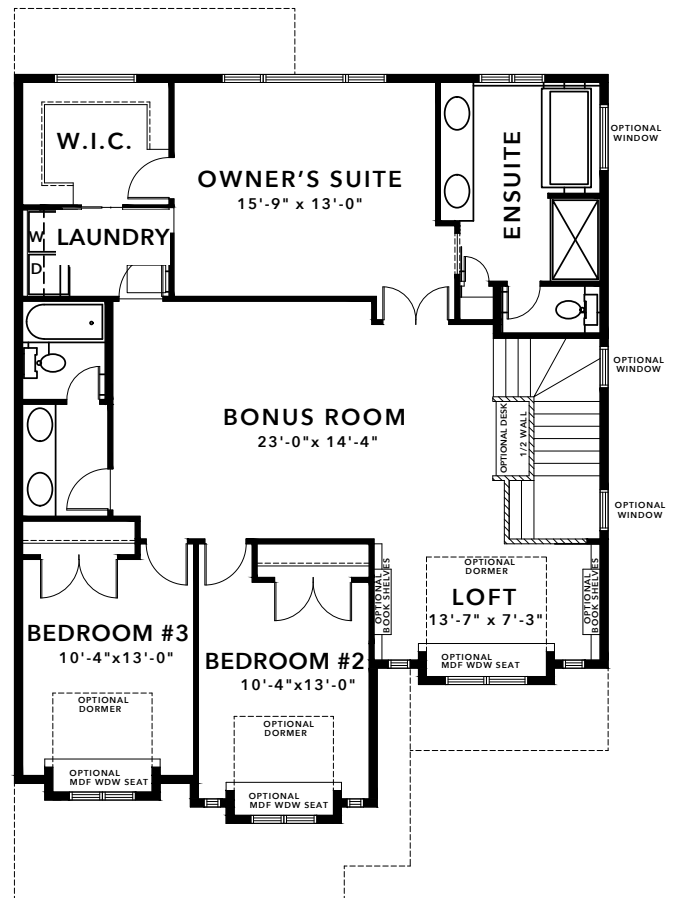 W.I.C.
OWNER'S SUITE
15'-9" x 13'-0"
ENSUITE
OPTIONAL
WINDOW
W
LAUNDRY
D
BONUS ROOM
23'-0"x 14'-4"
OPTIONAL
WINDOW
OPTIONAL DESK
1/2 WALL
OPTIONAL
WINDOW
OPTIONAL
BOOK SHELVES
OPTIONAL
DORMER
LOFT
13'-7" x 7'-3"
OPTIONAL
BOOK SHELVES
OPTIONAL
MDF WDW SEAT
BEDROOM #3
10'-4"x13'-0"
BEDROOM #2
10'-4"x13'-0"
OPTIONAL
DORMER
OPTIONAL
DORMER
OPTIONAL
MDF WDW SEAT
OPTIONAL
MDF WDW SEAT